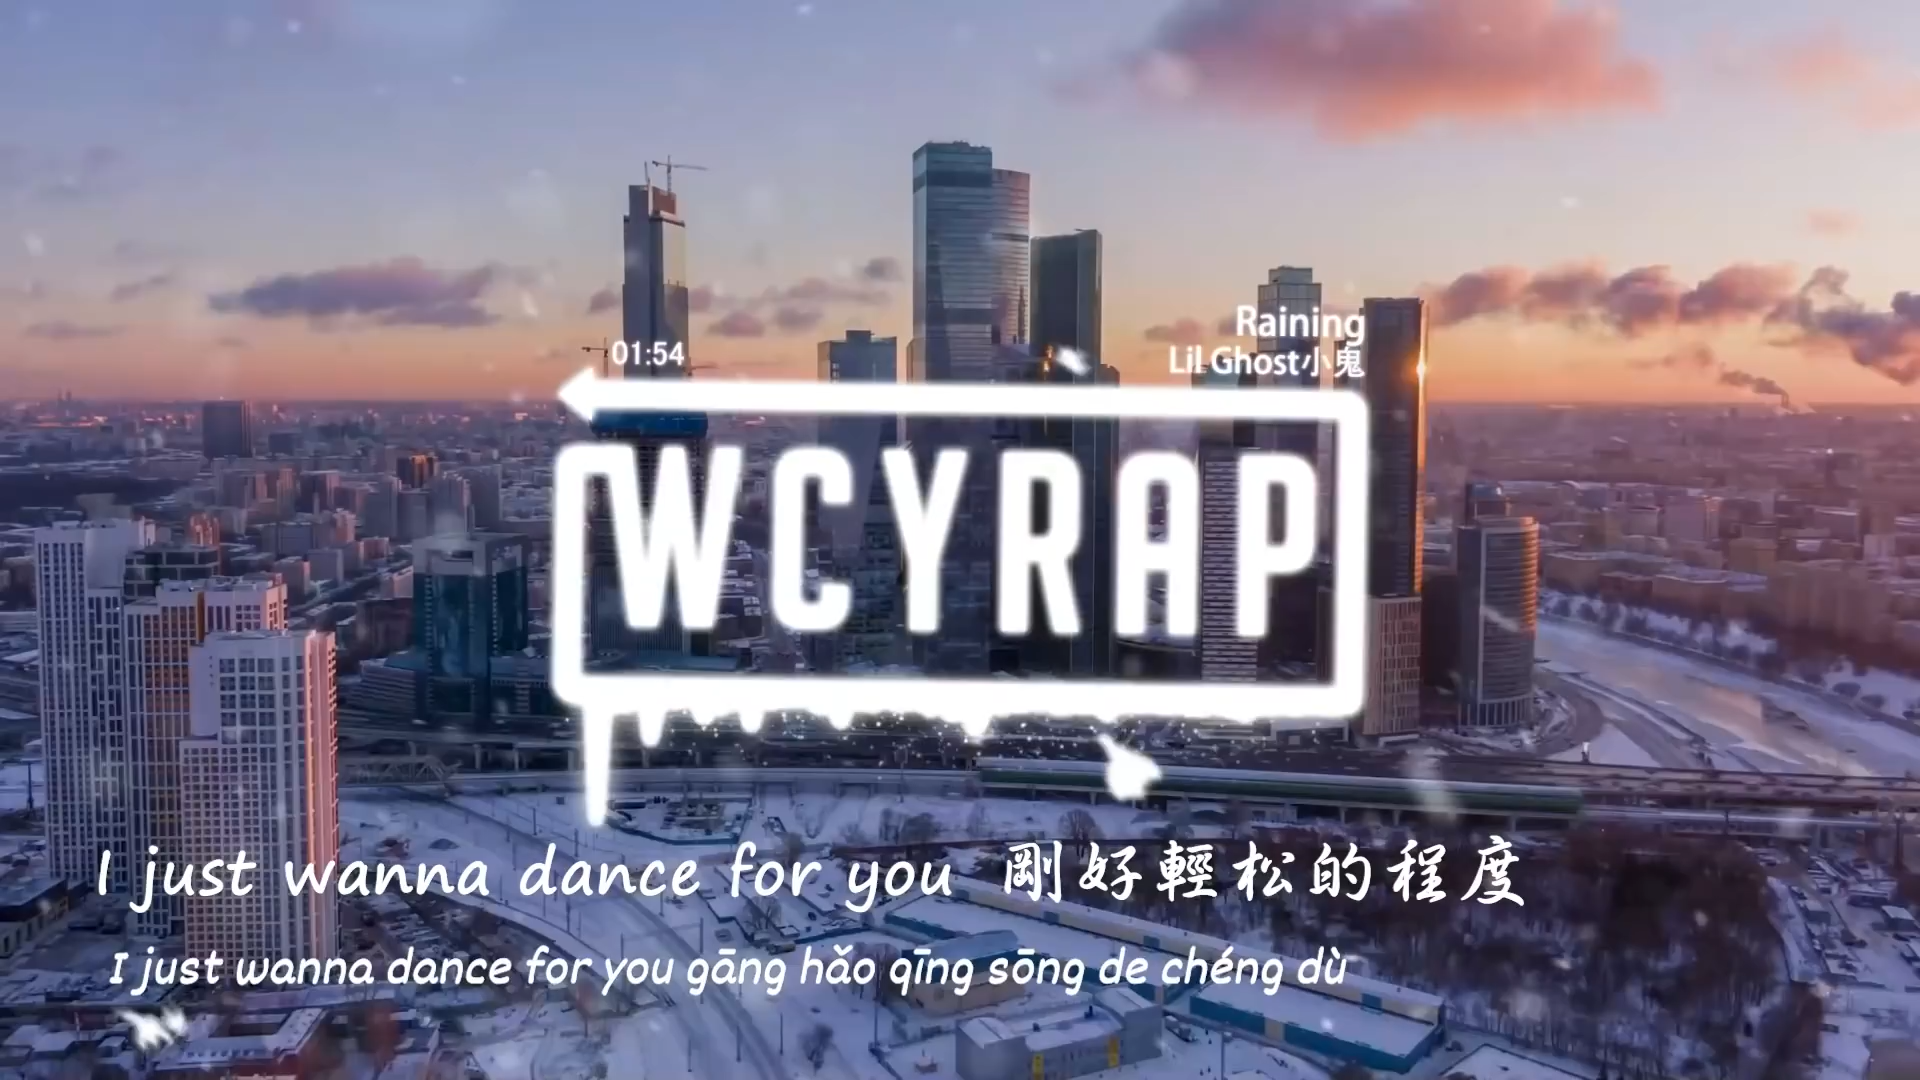 Raining
01:54
Lil Ghost小鬼
WCYRAP
I just wanna dance for you 剛好輕松的程度
I just wanna dance for you gāng hǎo qīng sōng de chéng dù